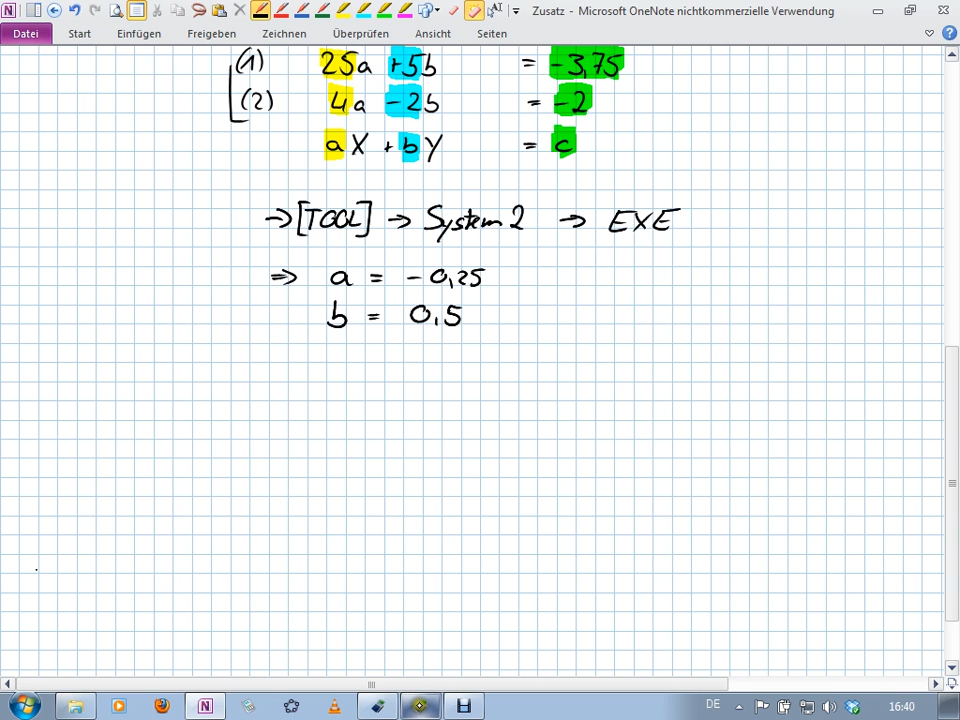 Zusatz - Microsoft OneNote nichtkommerzielle Verwendung
Datei Start Einfügen Freigeben Zeichnen Überprüfen Ansicht Seiten
(1) 25a +5b = -3,75
(2) 4a -2b = -2
aX + bY = c
→ [TOOL] → System 2 → EXE
⇒ a = -0,25
b = 0,5
DE 16:40